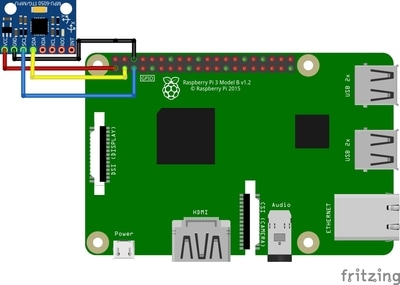 MPU-6050 ITG/MPU
VCC
GND
SCL
SDA
XDA
XCL
ADO
INT
GPIO
Raspberry Pi 3 Model B v1.2
© Raspberry Pi 2015
USB 2x
DSI (DISPLAY)
USB 2x
HDMI
CSI (CAMERA)
Audio
ETHERNET
Power
fritzing